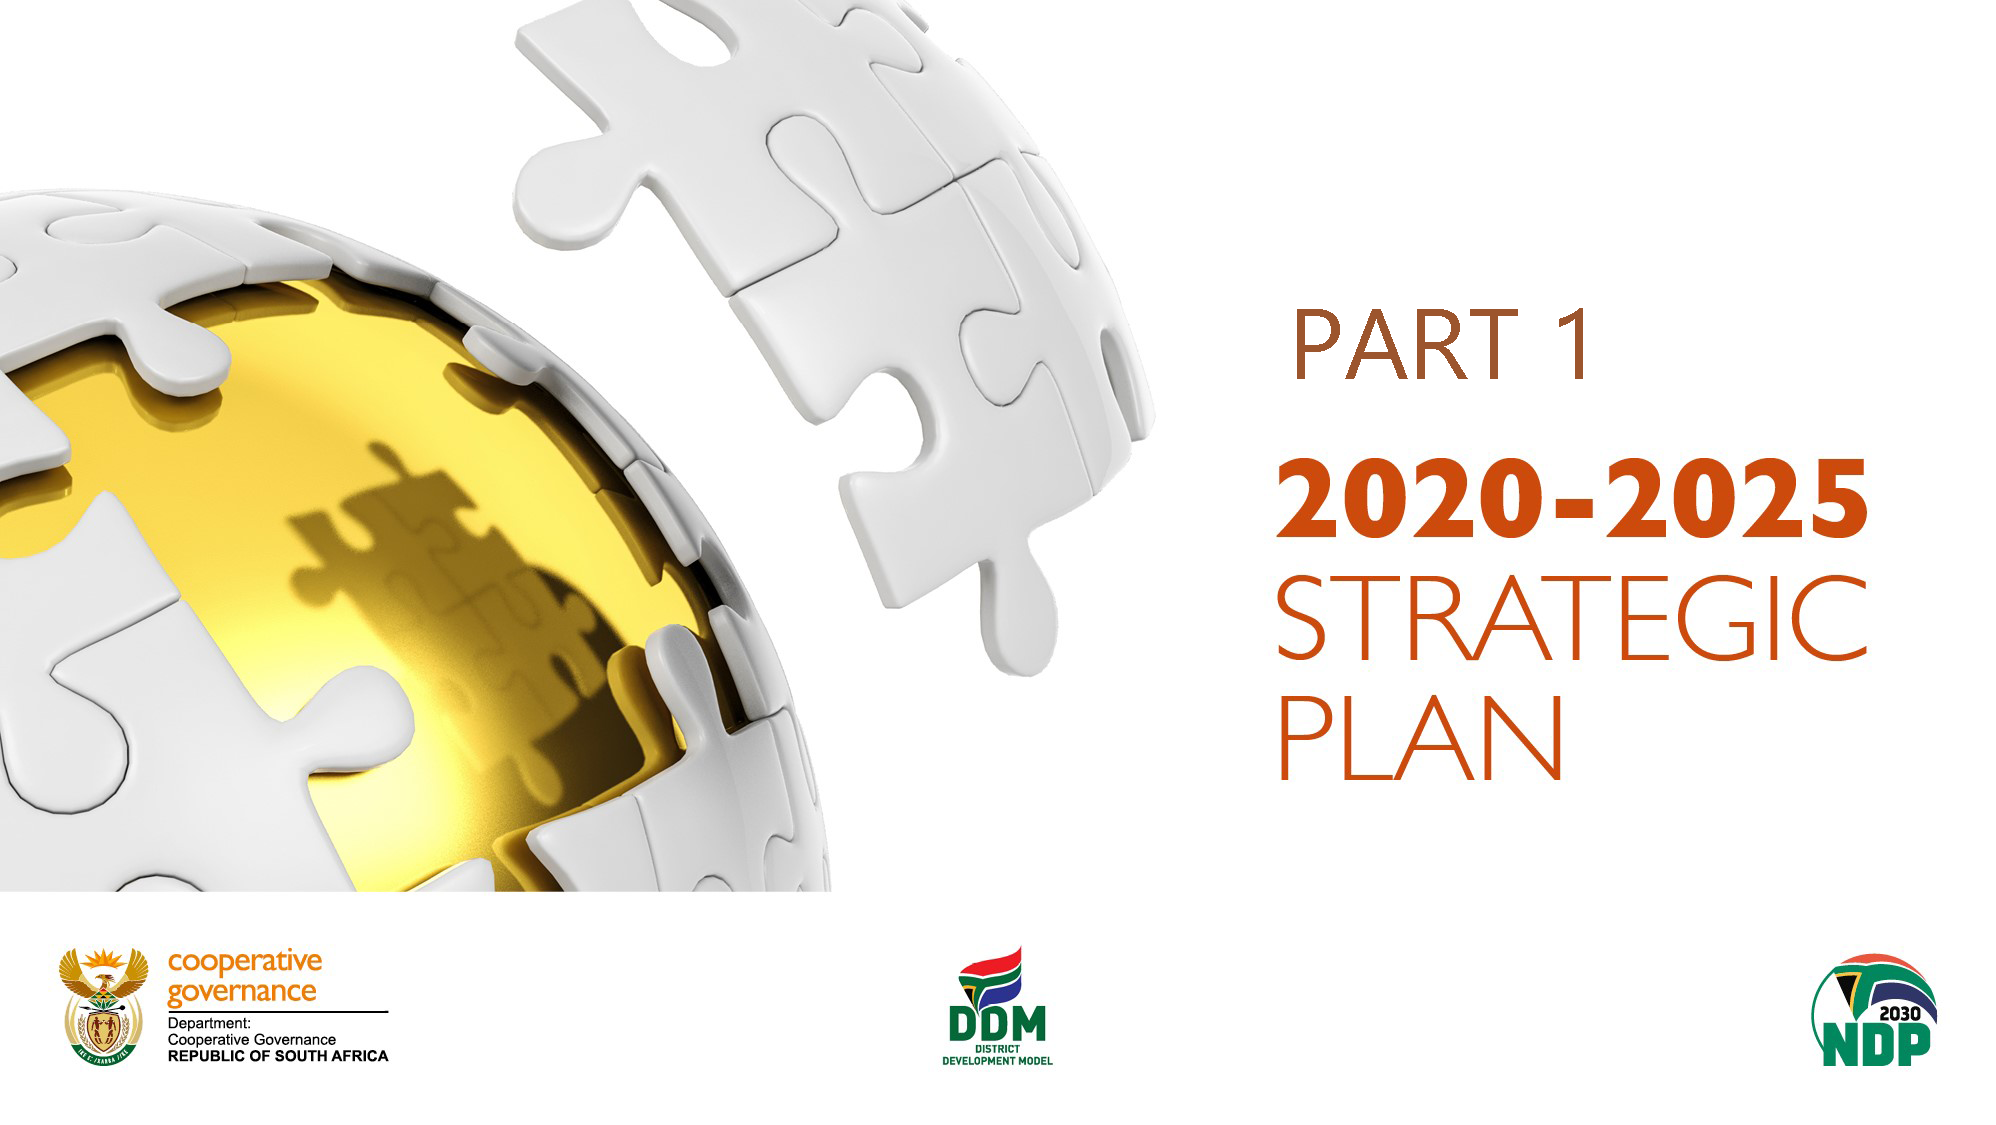 PART 1
2020-2025
STRATEGIC
PLAN
cooperative
governance
Department:
Cooperative Governance
REPUBLIC OF SOUTH AFRICA
DDM
DISTRICT
DEVELOPMENT MODEL
2030
NDP